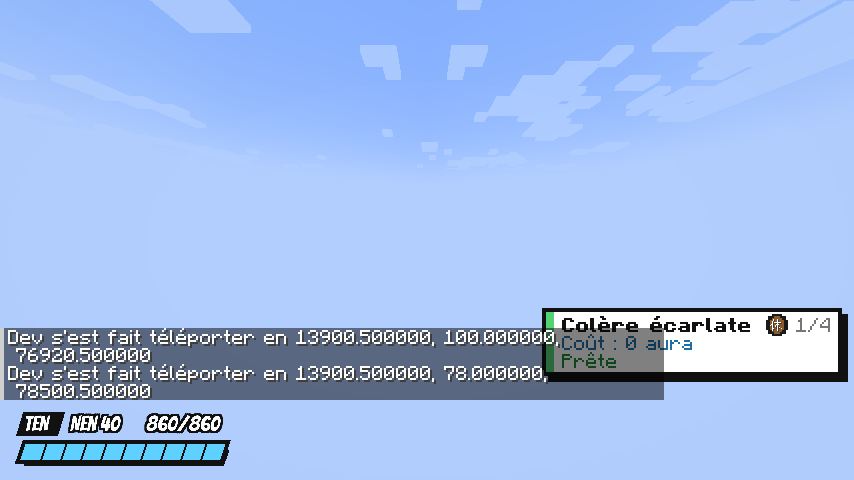 Colère écarlate 休 1/4
Coût : 0 aura
Prête
Dev s'est fait téléporter en 13900.500000, 100.000000,
76920.500000
Dev s'est fait téléporter en 13900.500000, 78.000000,
78500.500000
TEN NEN 40 860/860